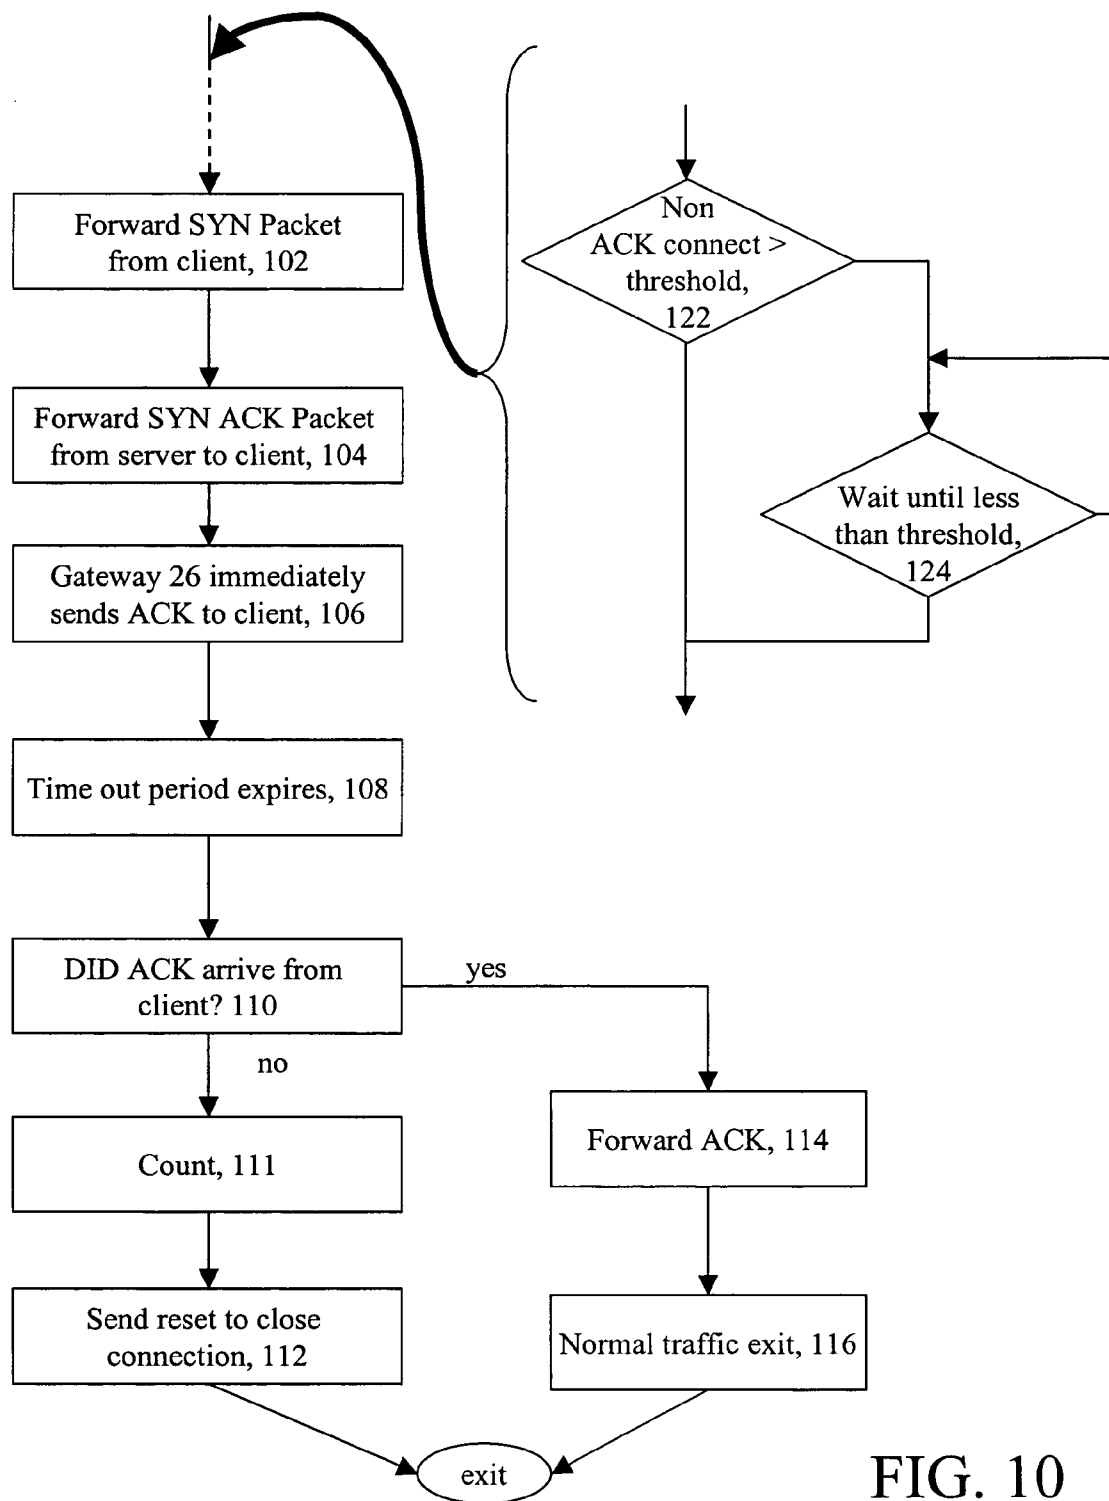 Forward SYN Packet
from client, 102
Forward SYN ACK Packet
from server to client, 104
Gateway 26 immediately
sends ACK to client, 106
Time out period expires, 108
DID ACK arrive from
client? 110
yes
no
Count, 111
Send reset to close
connection, 112
Forward ACK, 114
Normal traffic exit, 116
exit
Non
ACK connect >
threshold,
122
Wait until less
than threshold,
124
FIG. 10